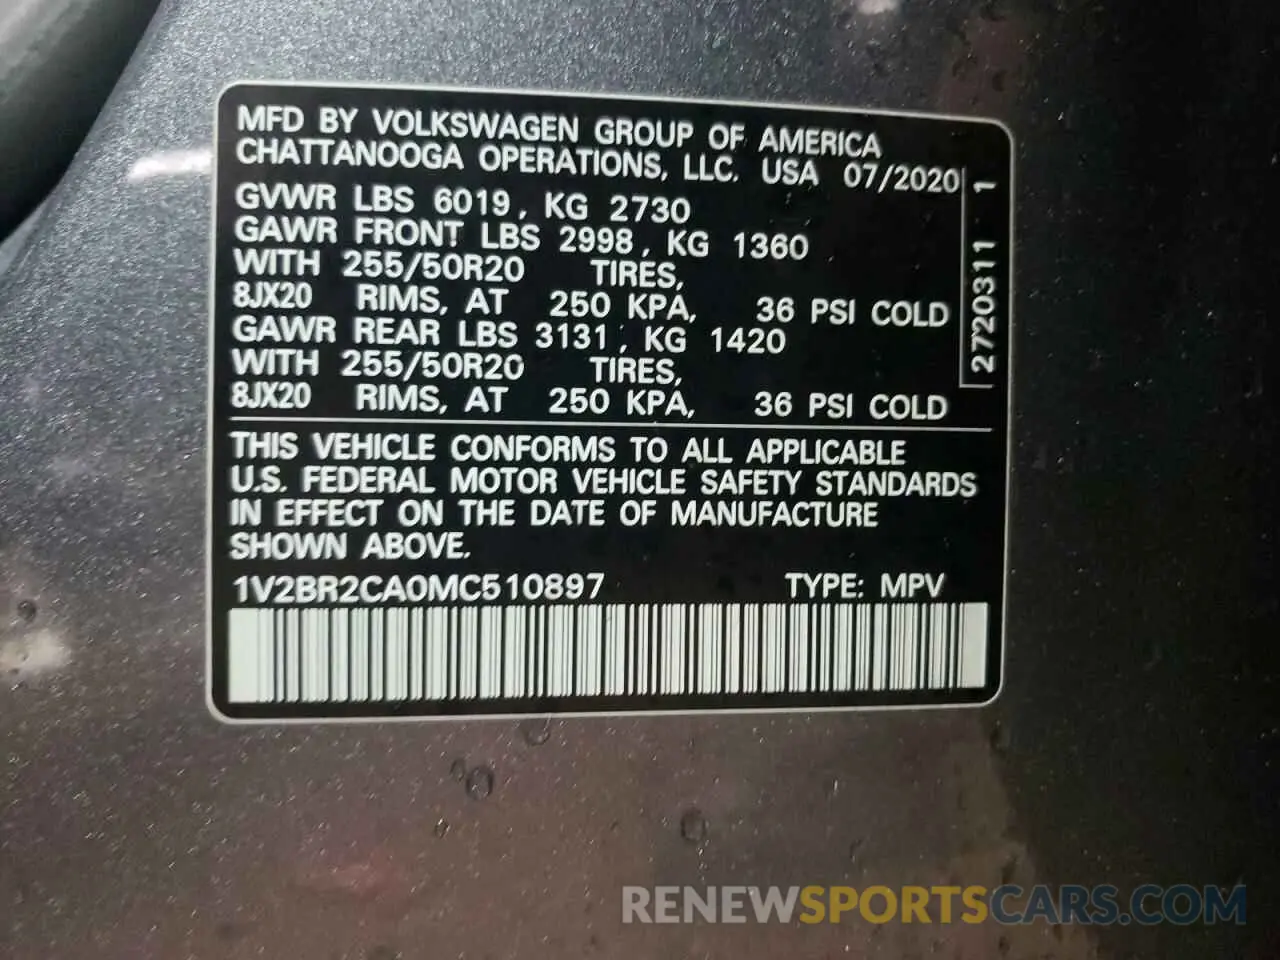 MFD BY VOLKSWAGEN GROUP OF AMERICA
CHATTANOOGA OPERATIONS, LLC. USA 07/2020
GVWR LBS 6019, KG 2730
GAWR FRONT LBS 2998, KG 1360
WITH 255/50R20 TIRES,
8JX20 RIMS, AT 250 KPA, 36 PSI COLD
GAWR REAR LBS 3131, KG 1420
WITH 255/50R20 TIRES,
8JX20 RIMS, AT 250 KPA, 36 PSI COLD
2720311 1
THIS VEHICLE CONFORMS TO ALL APPLICABLE
U.S. FEDERAL MOTOR VEHICLE SAFETY STANDARDS
IN EFFECT ON THE DATE OF MANUFACTURE
SHOWN ABOVE.
1V2BR2CA0MC510897 TYPE: MPV
RENEWSPORTSCARS.COM